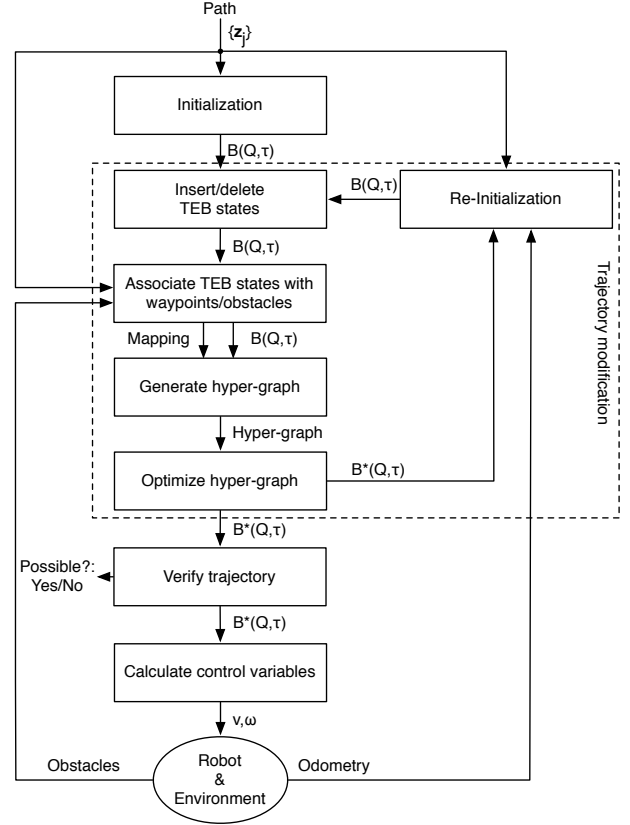 Path
{zj}
Initialization
B(Q,τ)
Insert/delete
TEB states
B(Q,τ)
Re-Initialization
B(Q,τ)
Associate TEB states with
waypoints/obstacles
Trajectory modification
Mapping
B(Q,τ)
Generate hyper-graph
Hyper-graph
Optimize hyper-graph
B*(Q,τ)
B*(Q,τ)
Possible?:
Yes/No
Verify trajectory
B*(Q,τ)
Calculate control variables
v,ω
Obstacles
Robot
&
Environment
Odometry